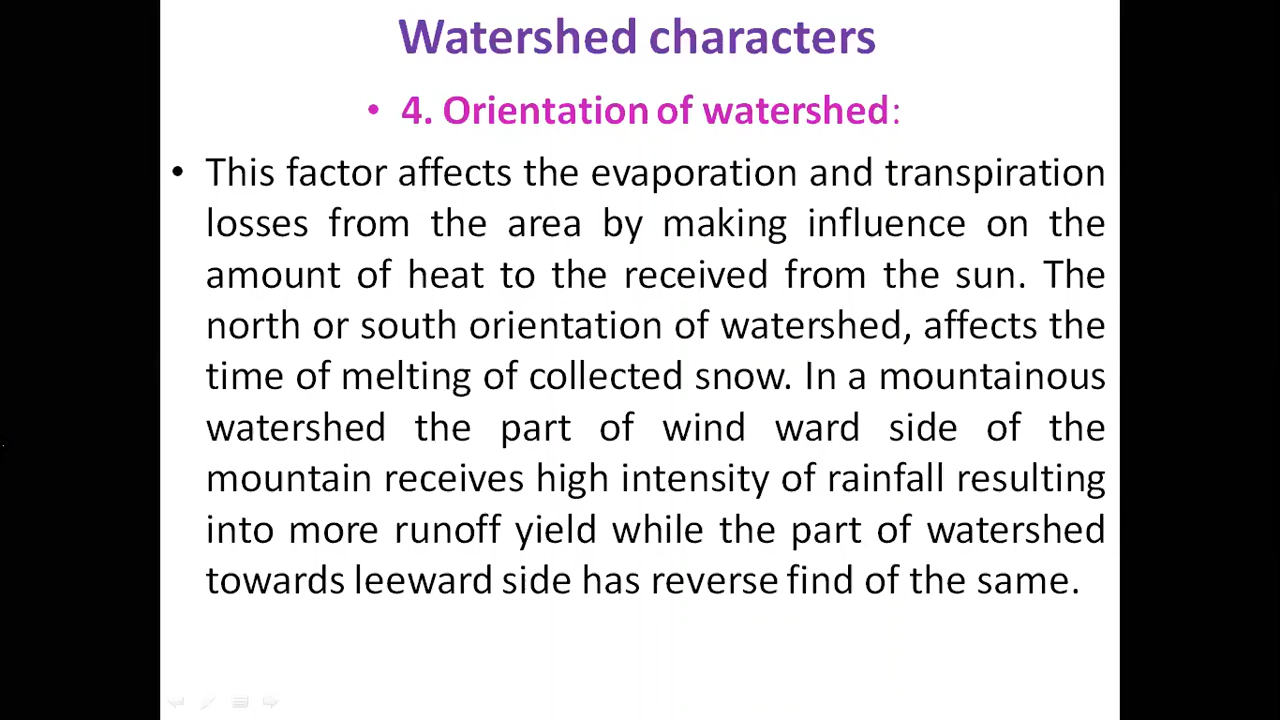 Watershed characters
• 4. Orientation of watershed:
• This factor affects the evaporation and transpiration
losses from the area by making influence on the
amount of heat to the received from the sun. The
north or south orientation of watershed, affects the
time of melting of collected snow. In a mountainous
watershed the part of wind ward side of the
mountain receives high intensity of rainfall resulting
into more runoff yield while the part of watershed
towards leeward side has reverse find of the same.